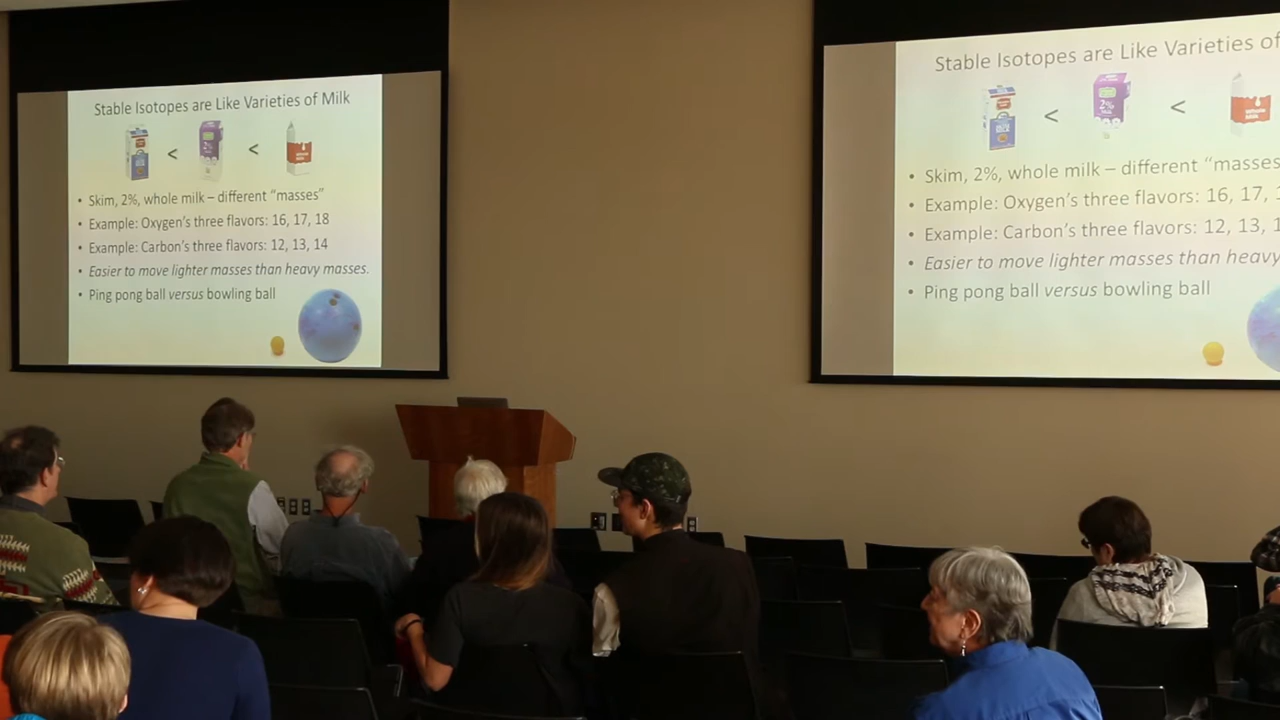 Stable Isotopes are Like Varieties of Milk
< 2% <
Skim, 2%, whole milk – different “masses”
Example: Oxygen's three flavors: 16, 17, 18
Example: Carbon's three flavors: 12, 13, 14
Easier to move lighter masses than heavy masses.
Ping pong ball versus bowling ball
Stable Isotopes are Like Varieties of
< 2% <
Skim, 2%, whole milk – different “masses
Example: Oxygen's three flavors: 16, 17,
Example: Carbon's three flavors: 12, 13, 1
Easier to move lighter masses than heavy
Ping pong ball versus bowling ball